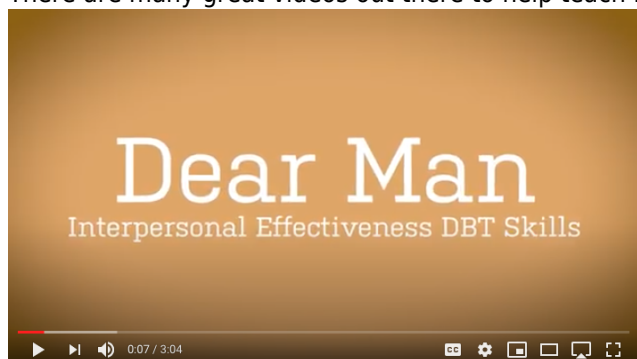 There are many great videos out there to help teach
Dear Man
Interpersonal Effectiveness DBT Skills
0:07 / 3:04
CC